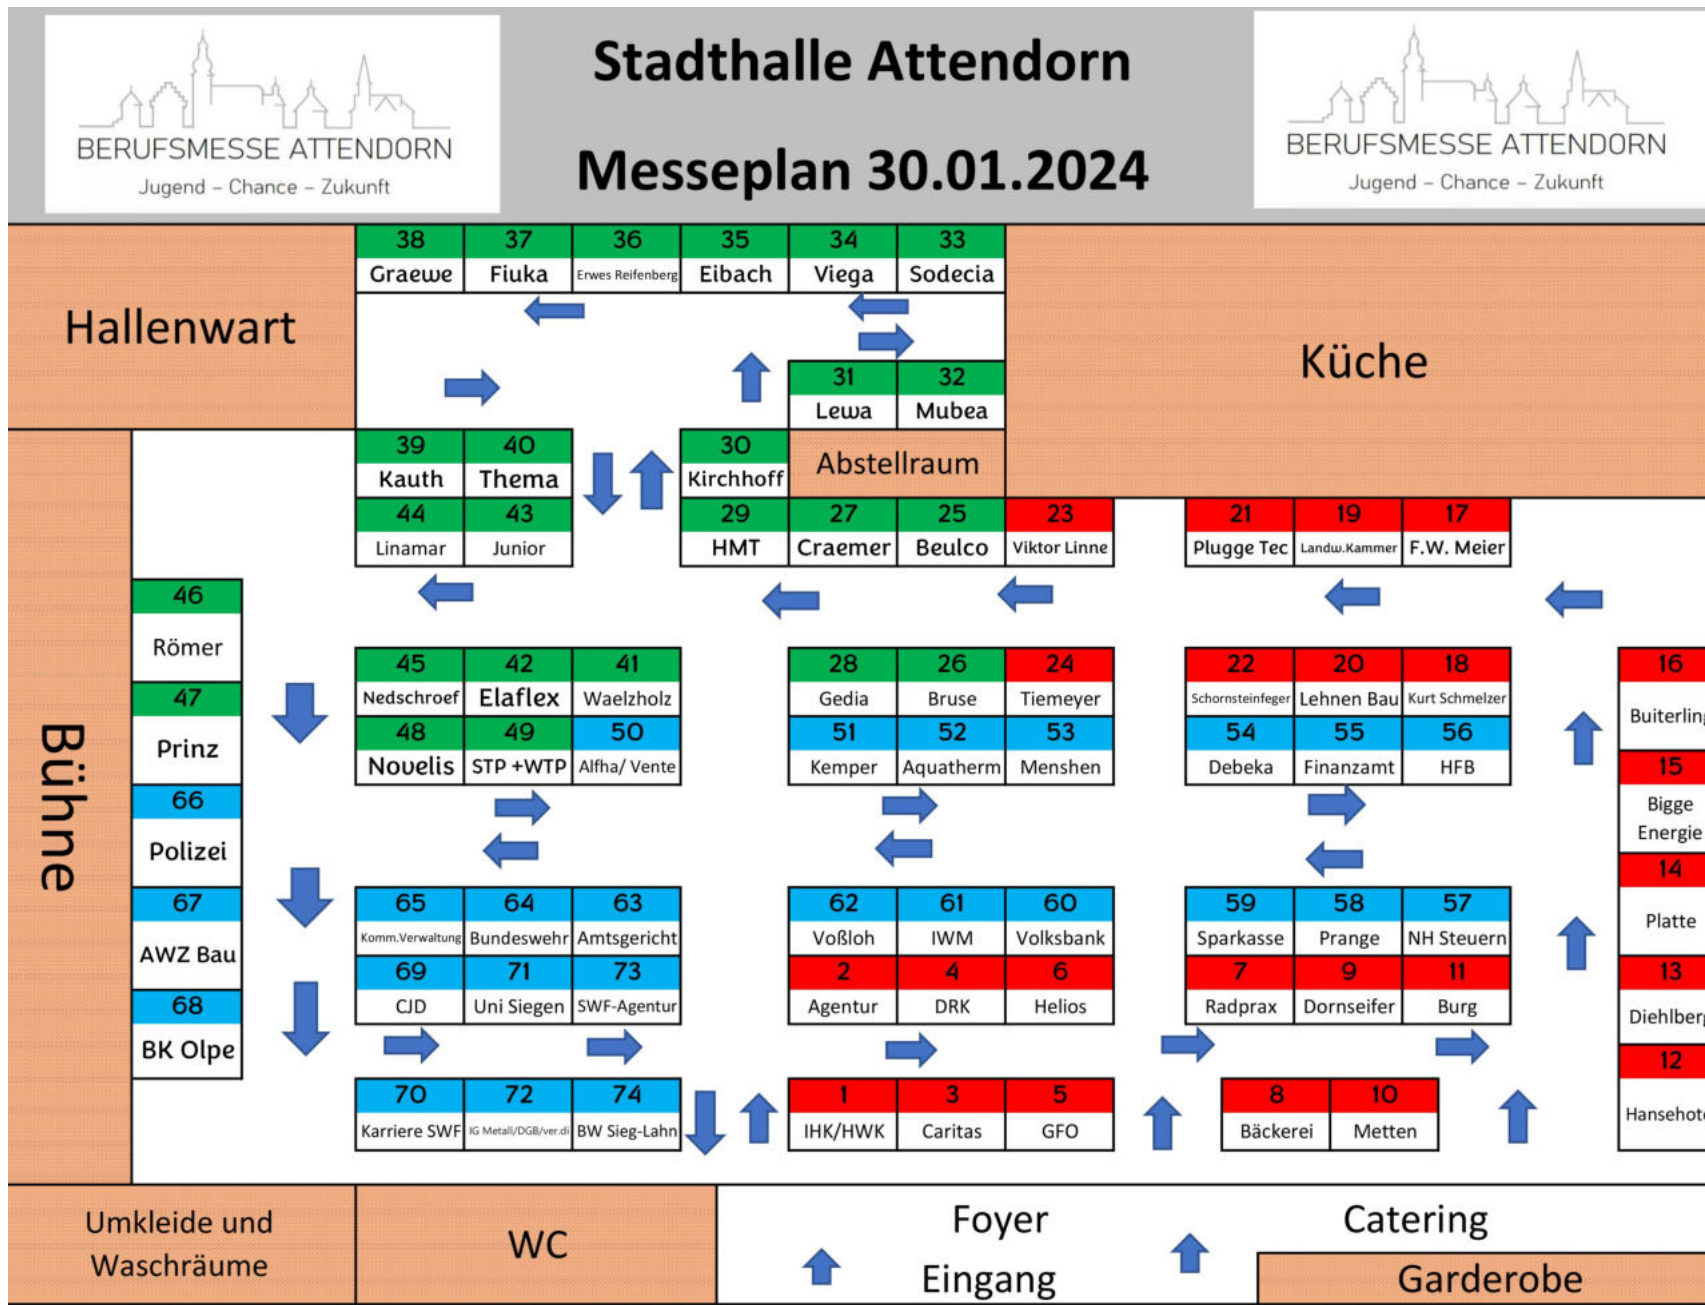 BERUFSMESSE ATTENDORN
Jugend – Chance – Zukunft
Stadthalle Attendorn
Messeplan 30.01.2024
BERUFSMESSE ATTENDORN
Jugend – Chance – Zukunft
38 37 36 35 34 33
Graewe Fiuka Erwes Reifenberg Eibach Viega Sodecia
Hallenwart
Küche
31 32
Lewa Mubea
39 40 30
Kauth Thema Kirchhoff
Abstellraum
44 43 29 27 25 23 21 19 17
Linamar Junior HMT Craemer Beulco Viktor Linne Plugge Tec Landw.Kammer F.W. Meier
46
Römer
45 42 41 28 26 24 22 20 18 16
Nedschroef Elaflex Waelzholz Gedia Bruse Tiemeyer Schornsteinfeger Lehnen Bau Kurt Schmelzer
Buiterling
47
Prinz
48 49 50 51 52 53 54 55 56
Novelis STP +WTP Alfha/ Vente Kemper Aquatherm Menshen Debeka Finanzamt HFB
15
Bigge
Energie
Bühne
66
Polizei
14
Platte
67
AWZ Bau
65 64 63 62 61 60 59 58 57
Komm.Verwaltung Bundeswehr Amtsgericht Voßloh IWM Volksbank Sparkasse Prange NH Steuern
69 71 73 2 4 6 7 9 11
CJD Uni Siegen SWF-Agentur Agentur DRK Helios Radprax Dornseifer Burg
13
Diehlberg
68
BK Olpe
12
Hansehote
70 72 74 1 3 5 8 10
Karriere SWF IG Metall/DGB/ver.di BW Sieg-Lahn IHK/HWK Caritas GFO Bäckerei Metten
Umkleide und
Waschräume
WC
Foyer
Eingang
Catering
Garderobe